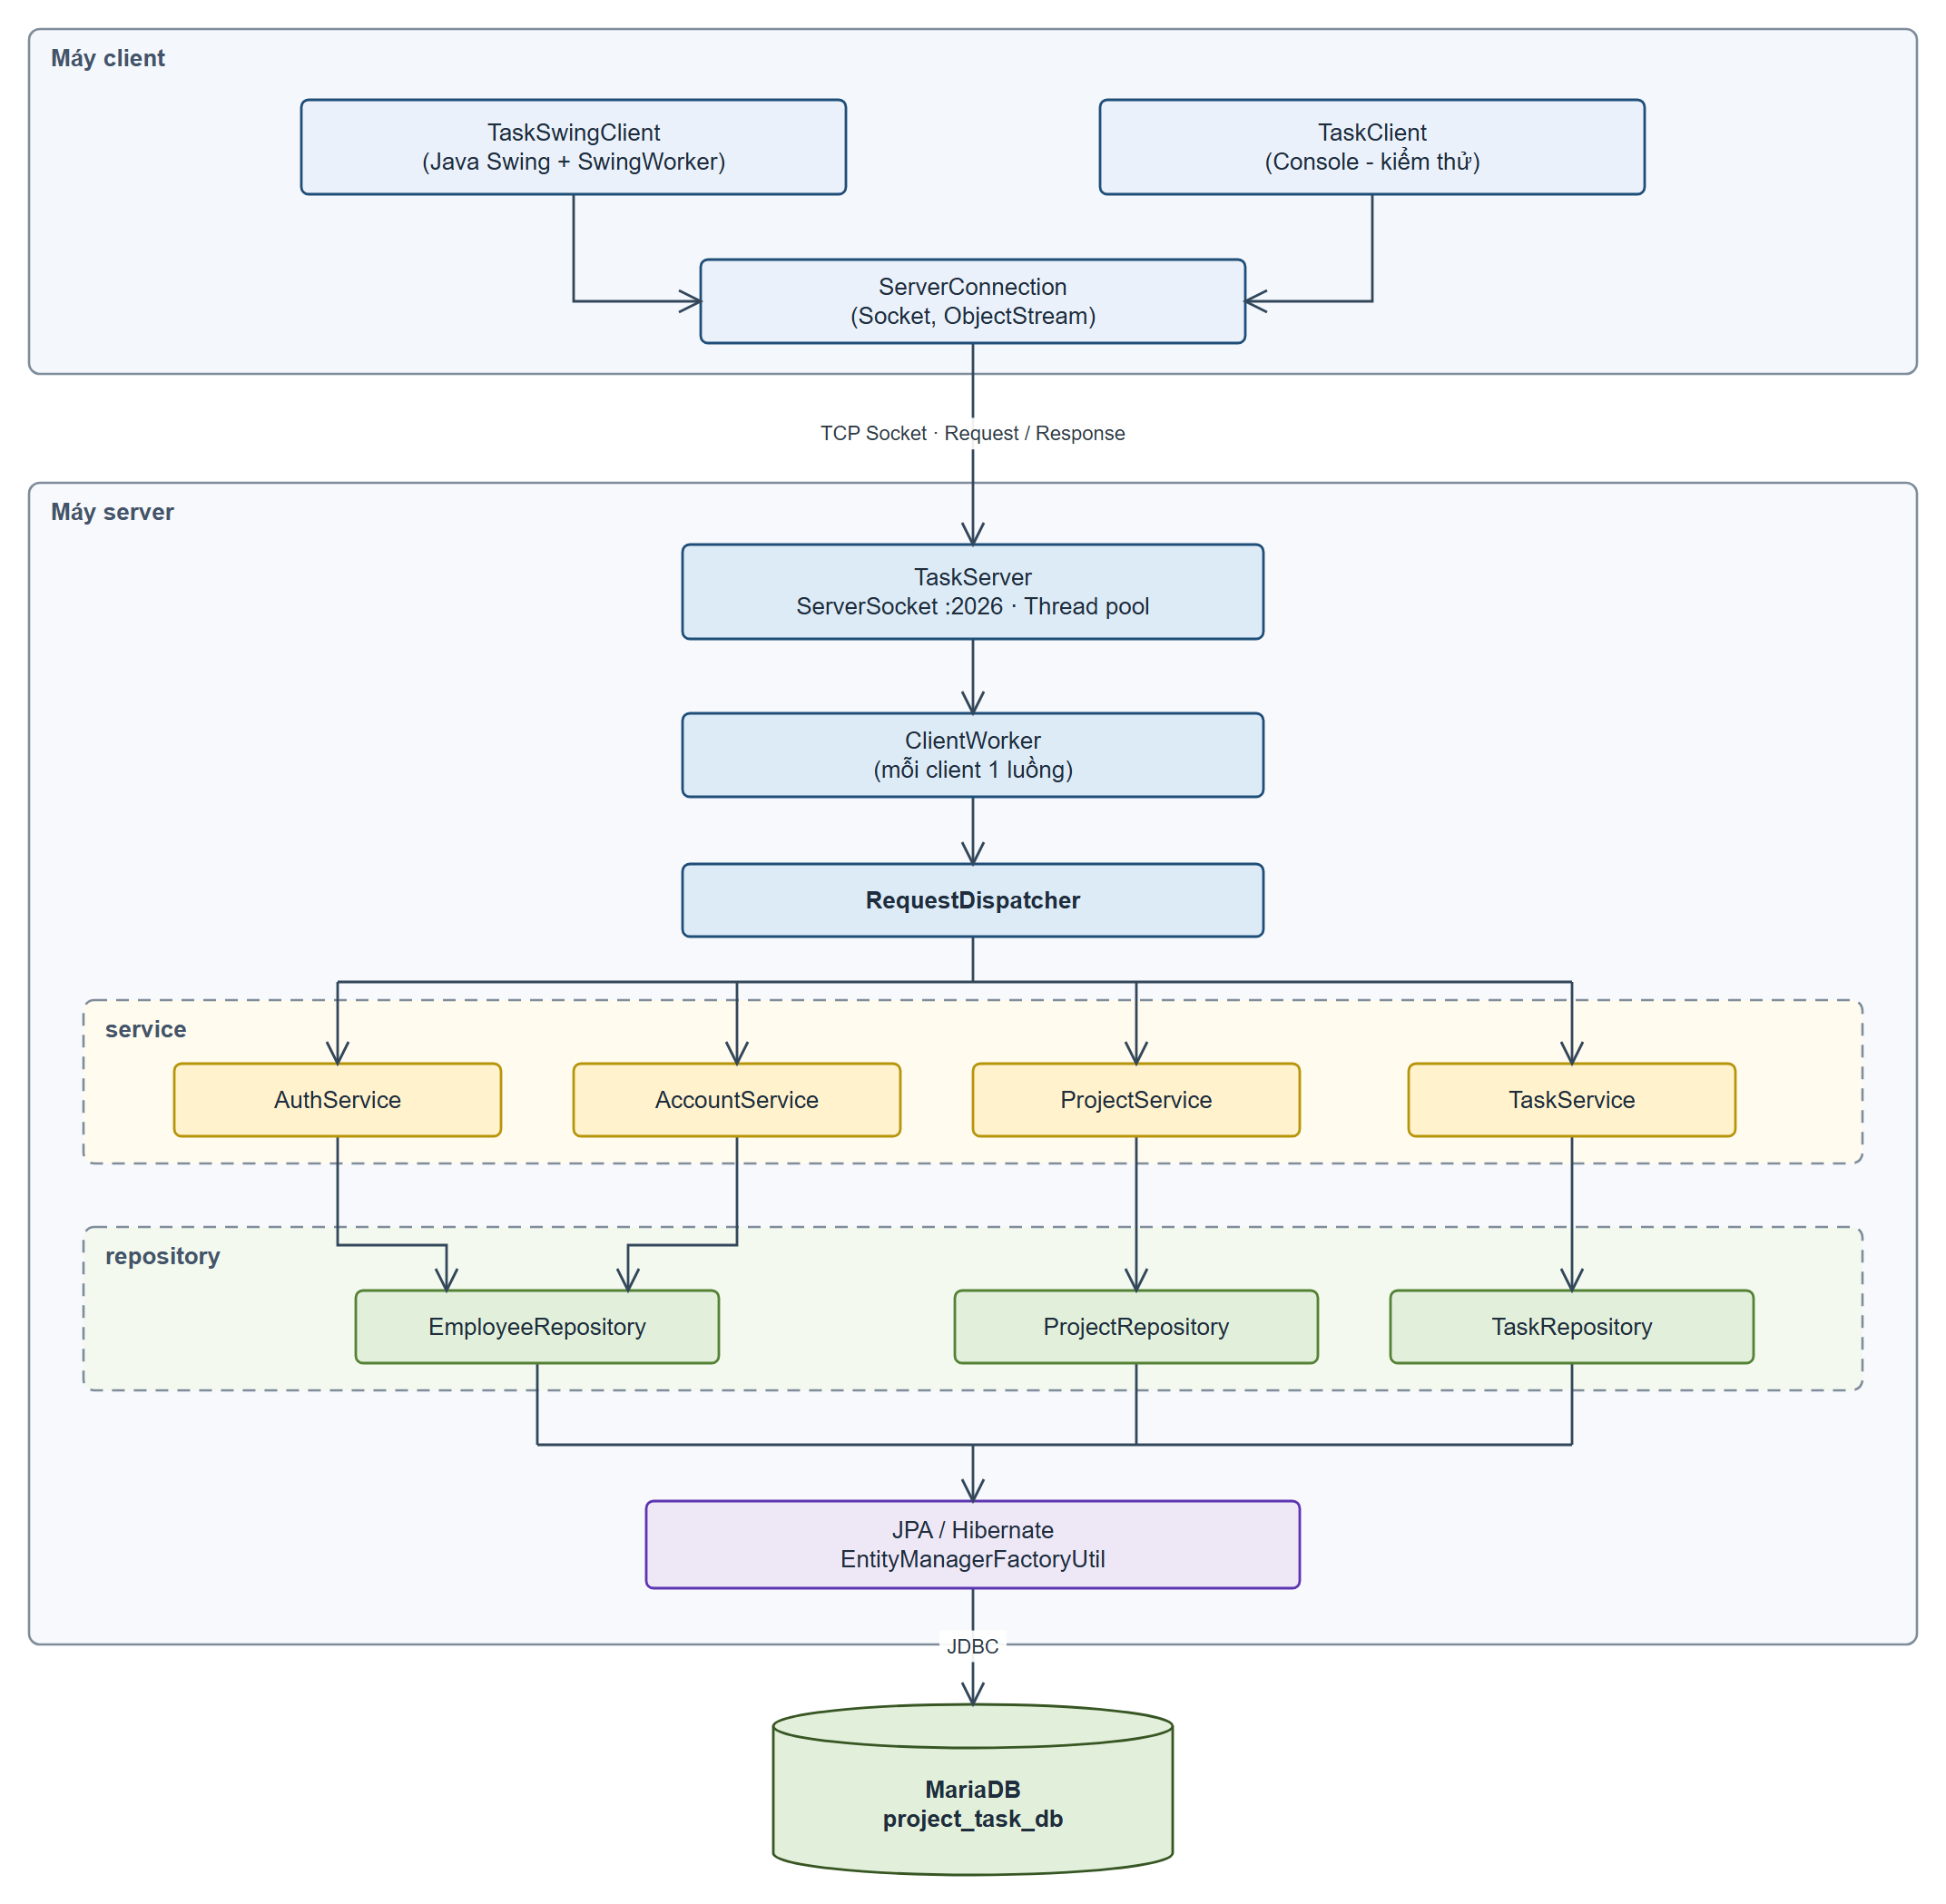 Máy client
TaskSwingClient
(Java Swing + SwingWorker)
TaskClient
(Console - kiểm thử)
ServerConnection
(Socket, ObjectStream)
TCP Socket · Request / Response
Máy server
TaskServer
ServerSocket :2026 · Thread pool
ClientWorker
(mỗi client 1 luồng)
RequestDispatcher
service
AuthService
AccountService
ProjectService
TaskService
repository
EmployeeRepository
ProjectRepository
TaskRepository
JPA / Hibernate
EntityManagerFactoryUtil
JDBC
MariaDB
project_task_db